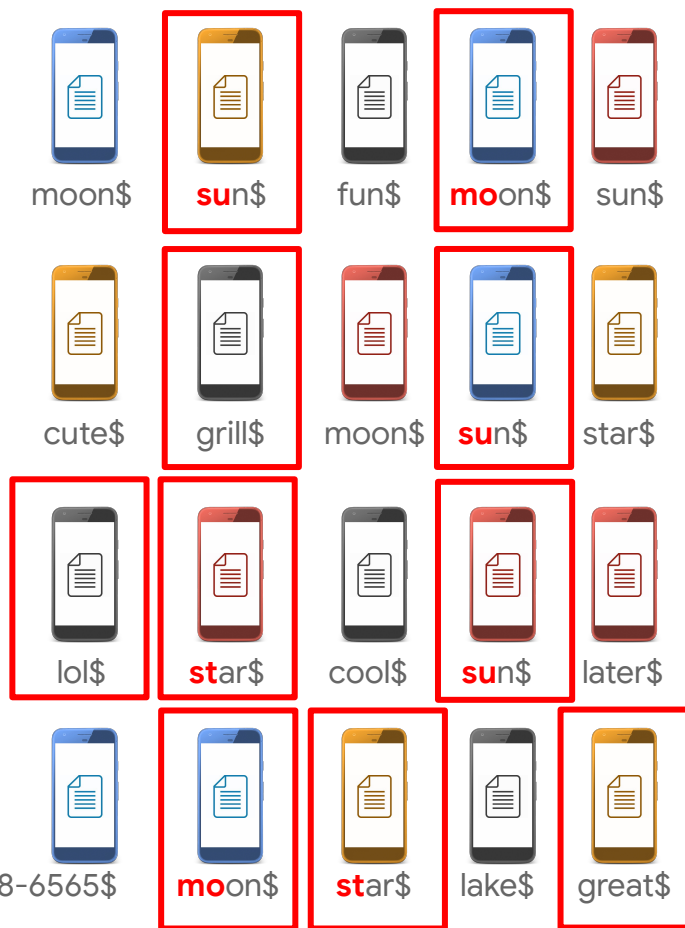 moon$ sun$ fun$ moon$ sun$
cute$ grill$ moon$ sun$ star$
lol$ star$ cool$ sun$ later$
8-6565$ moon$ star$ lake$ great$